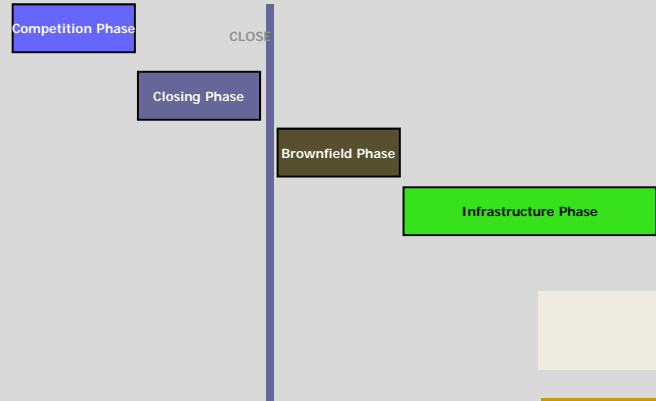 Competition Phase
CLOSE
Closing Phase
Brownfield Phase
Infrastructure Phase